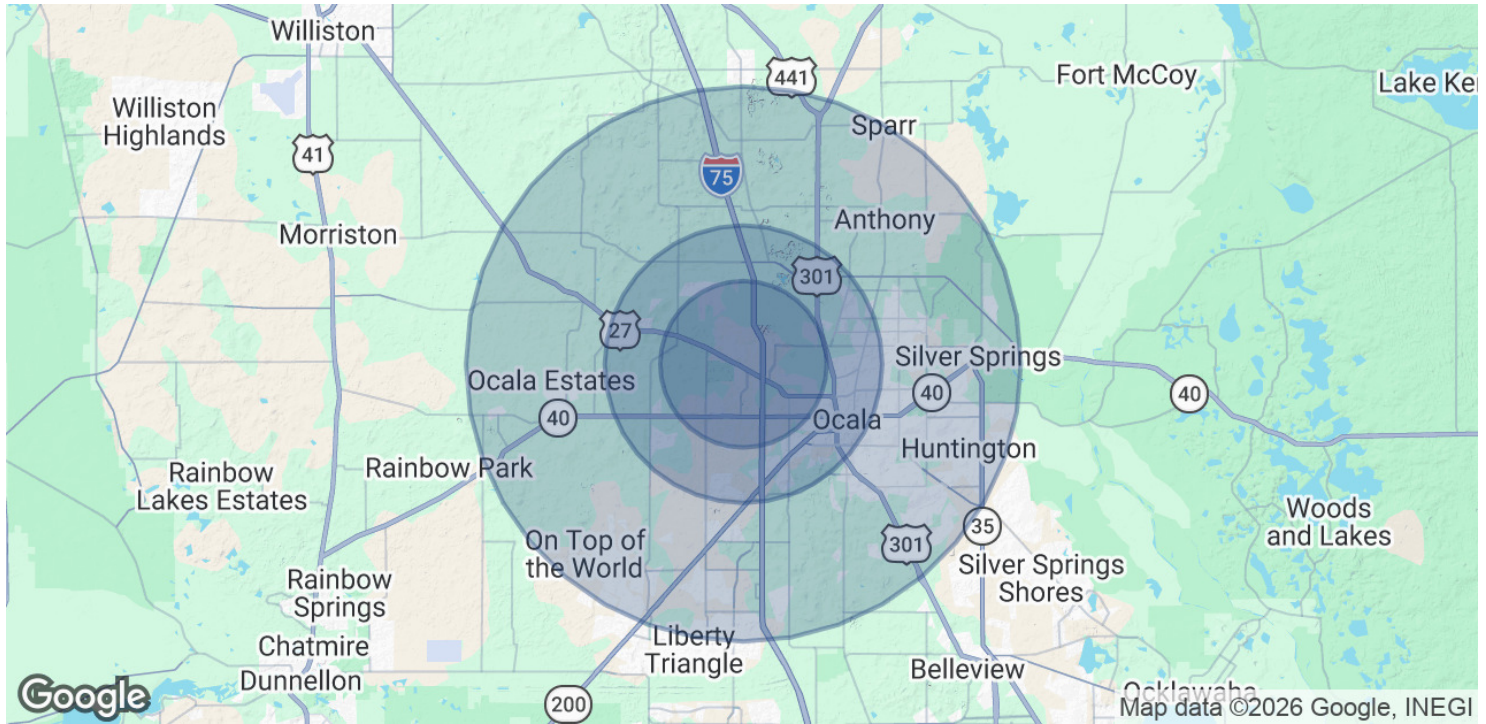 Williston
441
Fort McCoy
Lake Ker
Williston
Highlands
Sparr
41
75
Anthony
Morriston
301
27
Silver Springs
Ocala Estates
40
40
40
Ocala
Huntington
Rainbow Park
Rainbow
Lakes Estates
Woods
and Lakes
35
On Top of
the World
301
Silver Springs
Shores
Rainbow
Springs
Liberty
Triangle
Chatmire
Belleview
Dunnellon
Ocklawaha
Google
200
Map data ©2026 Google, INEGI